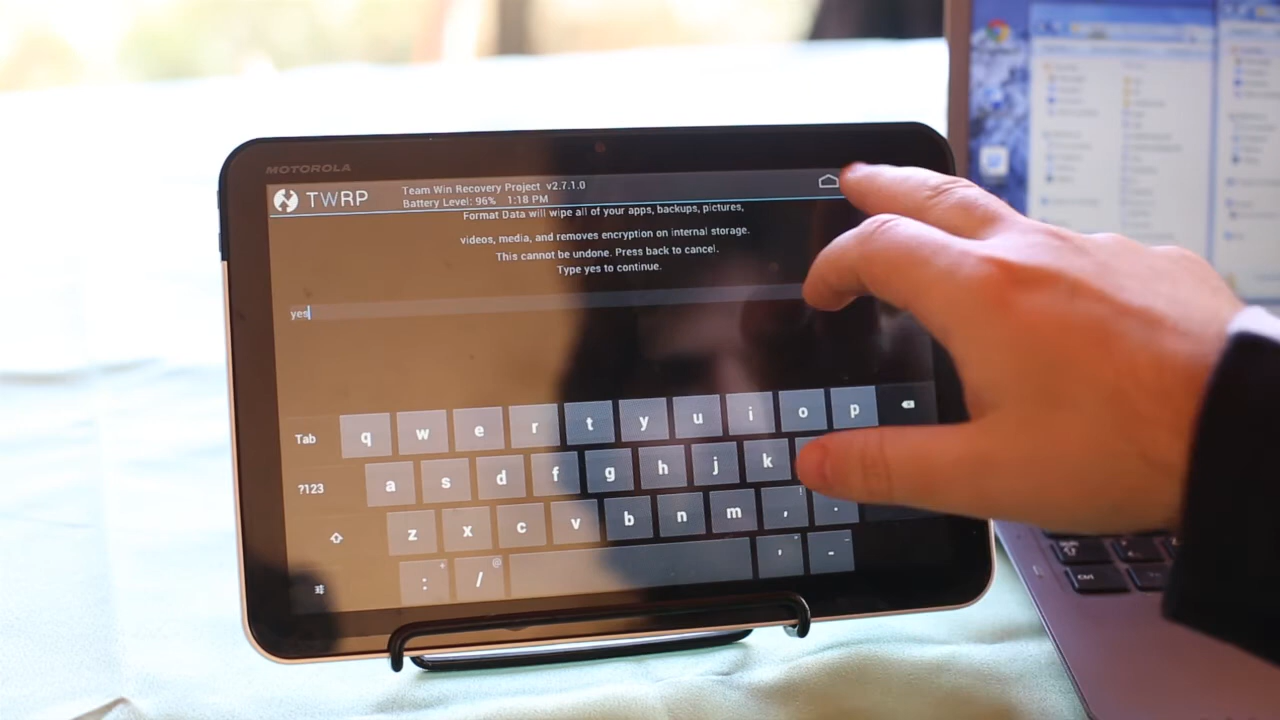 MOTOROLA
TWRP
Team Win Recovery Project v2.7.1.0
Battery Level: 96% 1:18 PM
Format Data will wipe all of your apps, backups, pictures,
videos, media, and removes encryption on internal storage.
This cannot be undone. Press back to cancel.
Type yes to continue.
yes
Tab q w e r t y u i o p
?123 a s d f g h j k
z x c v b n m , ! .
: + / @ ' " - _
Ctrl